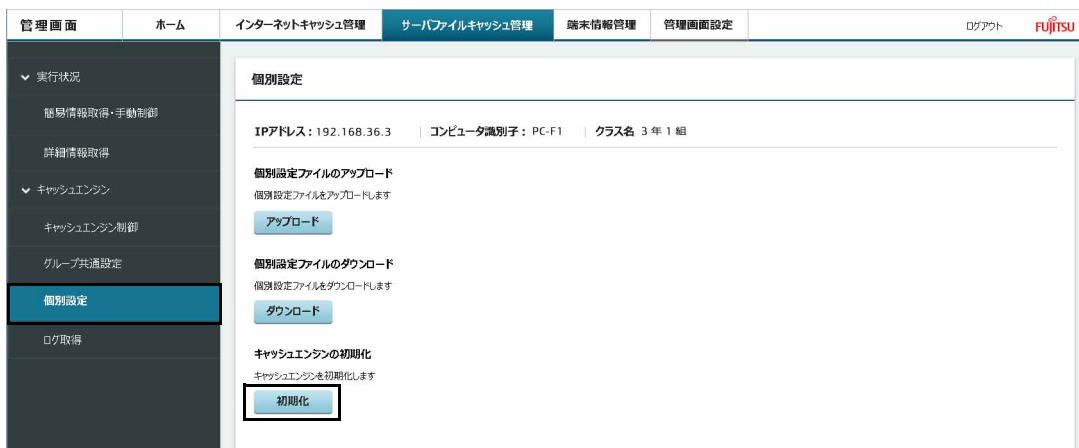 管理画面 ホーム インターネットキャッシュ管理 サーバファイルキャッシュ管理 端末情報管理 管理画面設定 ログアウト FUJITSU
実行状況
簡易情報取得・手動制御
詳細情報取得
キャッシュエンジン
キャッシュエンジン制御
グループ共通設定
個別設定
ログ取得
個別設定
IPアドレス：192.168.36.3 | コンピュータ識別子： PC-F1 | クラス名 3 年 1 組
個別設定ファイルのアップロード
個別設定ファイルをアップロードします
アップロード
個別設定ファイルのダウンロード
個別設定ファイルをダウンロードします
ダウンロード
キャッシュエンジンの初期化
キャッシュエンジンを初期化します
初期化